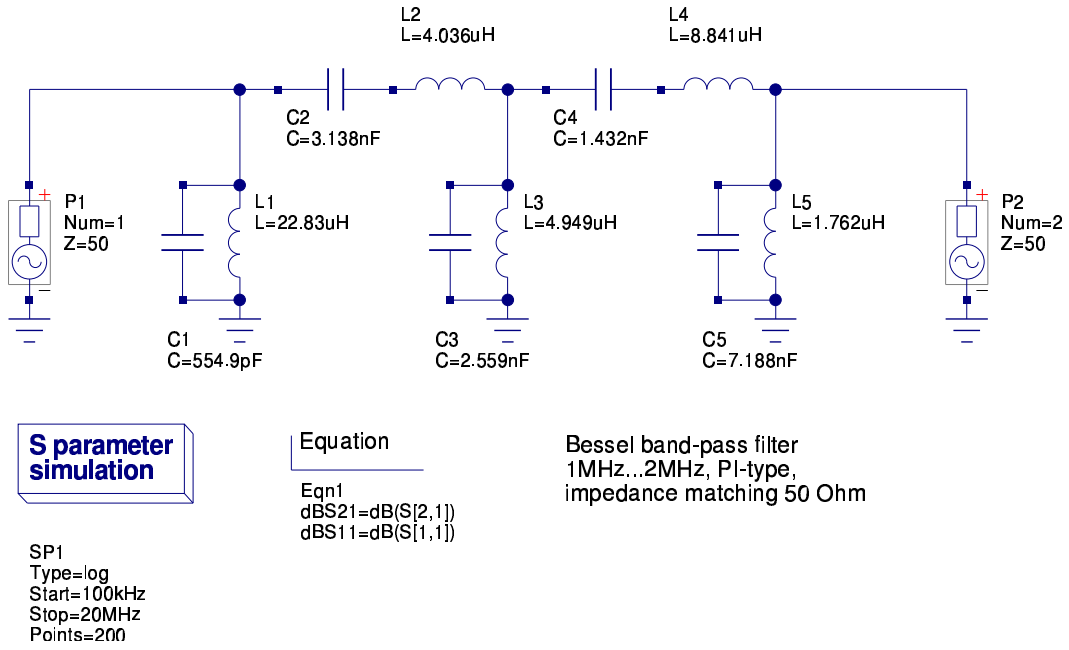 L2
L=4.036uH
L4
L=8.841uH
C2
C=3.138nF
C4
C=1.432nF
+
P1
Num=1
Z=50
L1
L=22.83uH
L3
L=4.949uH
L5
L=1.762uH
+
P2
Num=2
Z=50
C1
C=554.9pF
C3
C=2.559nF
C5
C=7.188nF
S parameter
simulation
Equation
Eqn1
dBS21=dB(S[2,1])
dBS11=dB(S[1,1])
Bessel band-pass filter
1MHz...2MHz, PI-type,
impedance matching 50 Ohm
SP1
Type=log
Start=100kHz
Stop=20MHz
Points=200